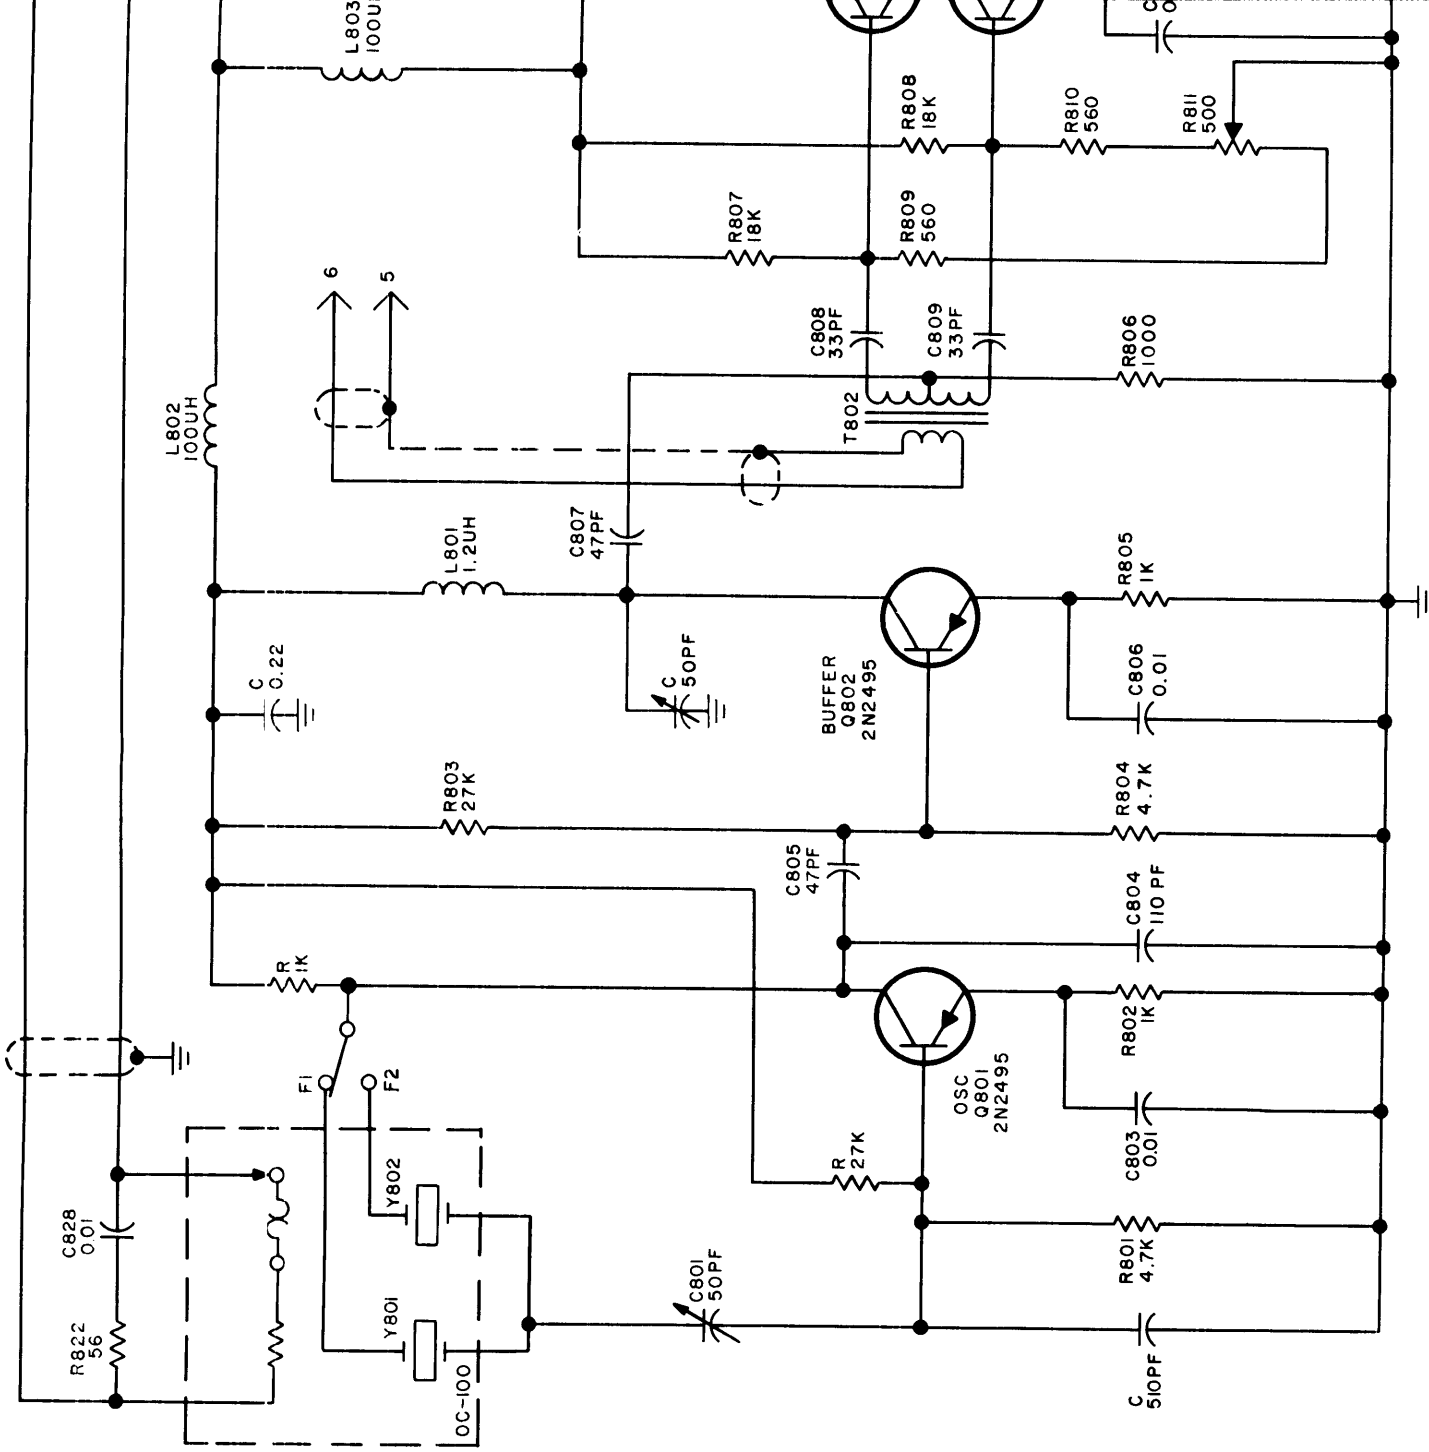 L803
100U
C
R808
18K
R810
560
R811
500
R807
18K
R809
560
6
5
C808
33PF
C809
33PF
R806
1000
L802
100UH
T802
L801
1.2UH
C807
47PF
R805
1K
C
0.22
C
50PF
BUFFER
Q802
2N2495
C806
0.01
R803
27K
R804
4.7K
C805
47PF
C804
110 PF
R
1K
R802
1K
F1
F2
OSC
Q801
2N2495
C803
0.01
R
27K
Y802
C828
0.01
R801
4.7K
C801
50PF
R822
56
Y801
OC-100
C
510PF